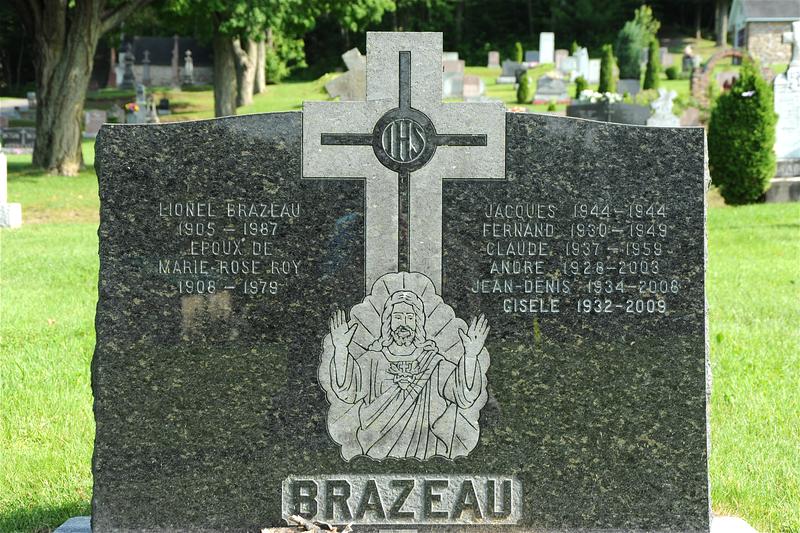 IHS
LIONEL BRAZEAU
1905 – 1987
EPOUX DE
MARIE-ROSE ROY
1908 – 1979
JACQUES 1944–1944
FERNAND 1930–1949
CLAUDE 1937–1959
ANDRE 1928-2003
JEAN-DENIS 1934-2008
GISELE 1932-2009
BRAZEAU